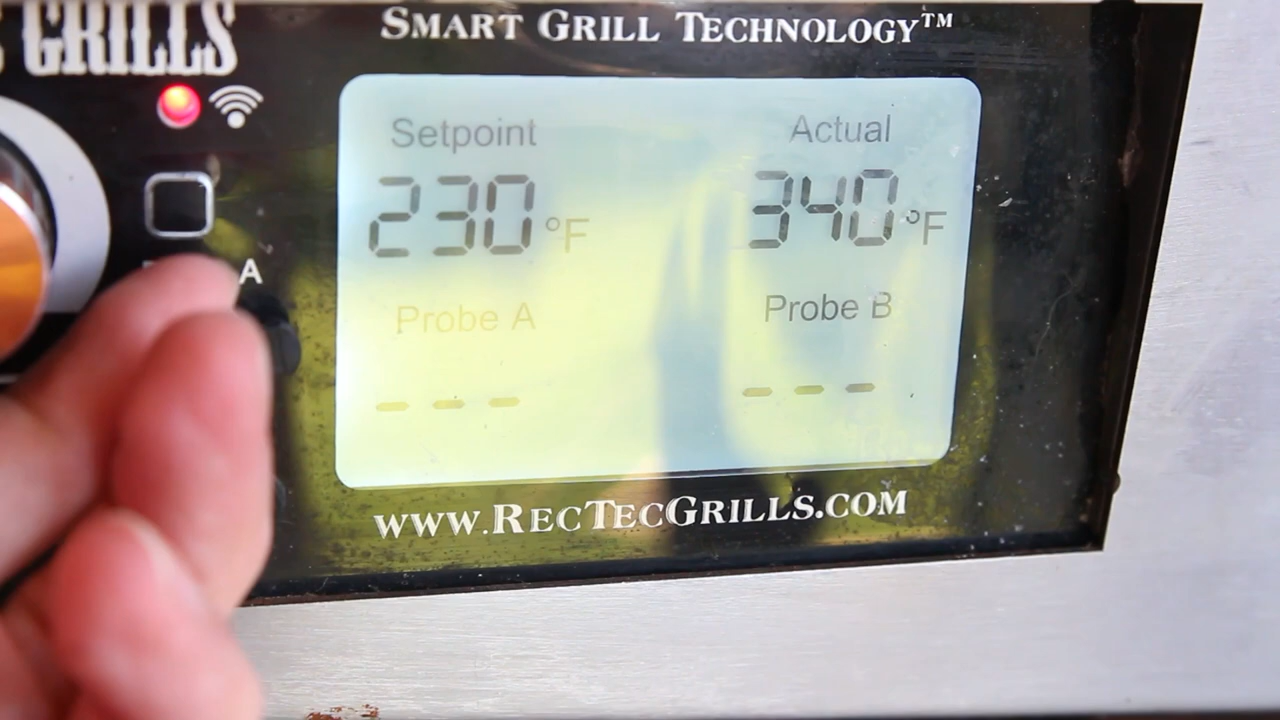 GRILLS
SMART GRILL TECHNOLOGY™
Setpoint Actual
230 °F 340 °F
A
Probe A Probe B
--- ---
WWW.RECTECGRILLS.COM